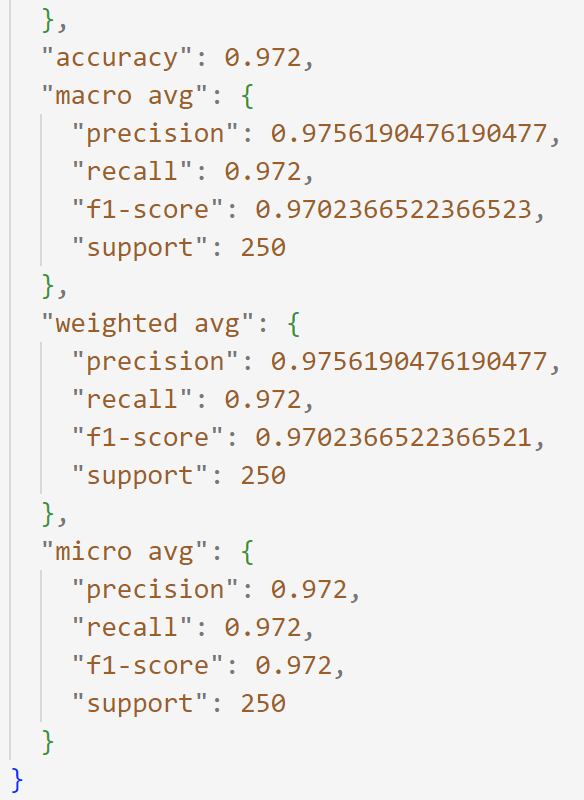 },
"accuracy": 0.972,
"macro avg": {
"precision": 0.9756190476190477,
"recall": 0.972,
"f1-score": 0.9702366522366523,
"support": 250
},
"weighted avg": {
"precision": 0.9756190476190477,
"recall": 0.972,
"f1-score": 0.9702366522366521,
"support": 250
},
"micro avg": {
"precision": 0.972,
"recall": 0.972,
"f1-score": 0.972,
"support": 250
}
}